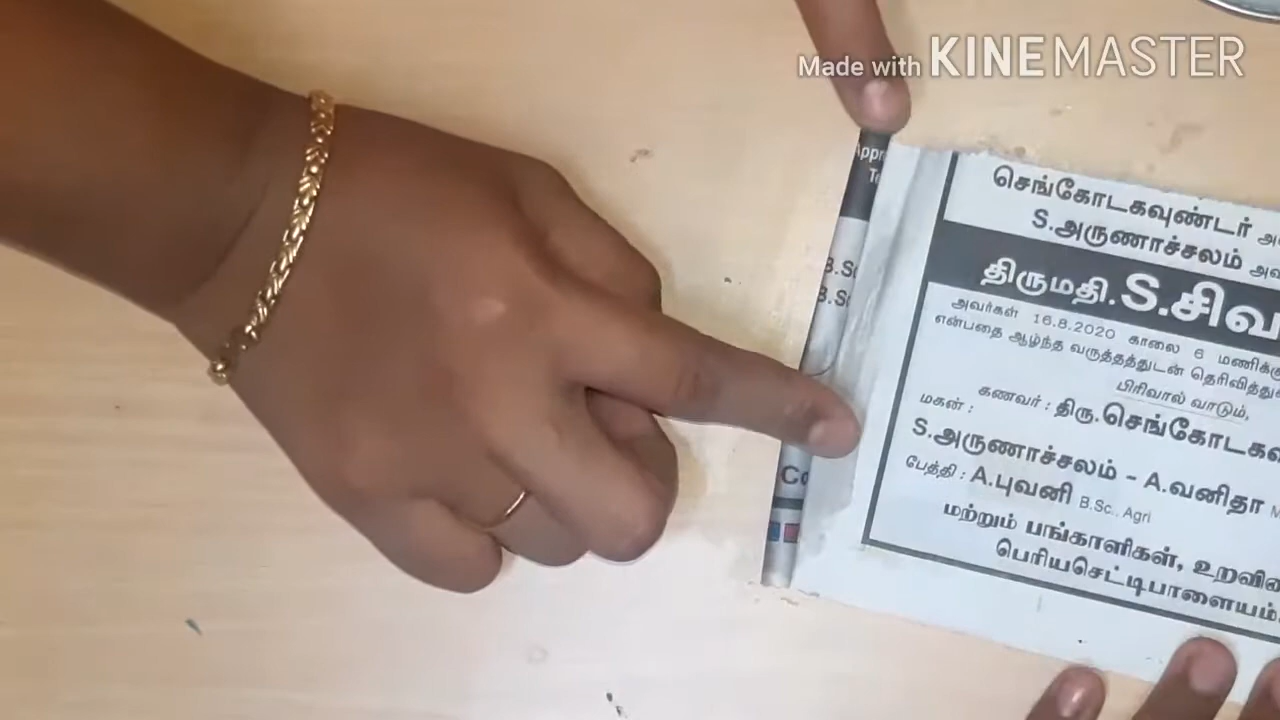 Made with KINEMASTER
செங்கோடகவுண்டர்
S.அருணாச்சலம்
திருமதி.S.சிவ
அவர்கள் 16.8.2020 காலை 6 மணிக்கு
என்பதை ஆழ்ந்த வருத்தத்துடன்
பிரிவால் வாடும்,
கணவர் : திரு.செங்கோடக
மகன் :
S.அருணாச்சலம் - A.வனிதா
பேத்தி : A.புவனி B.Sc., Agri
மற்றும் பங்காளிகள்,
பெரியசெட்டிபாளையம்